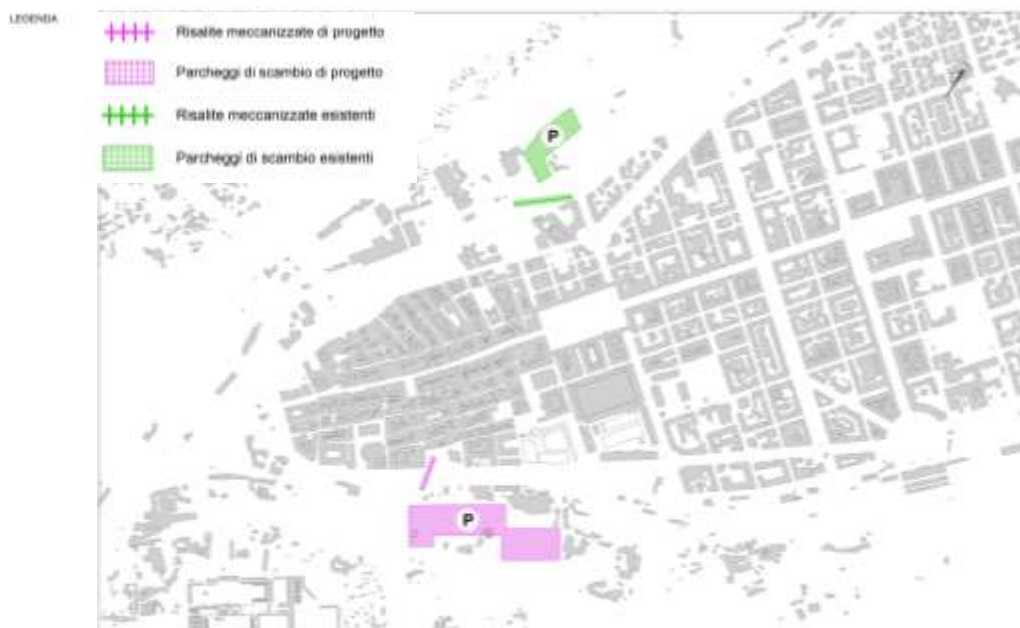 LEGENDA
Risalite meccanizzate di progetto
Parcheggi di scambio di progetto
Risalite meccanizzate esistenti
Parcheggi di scambio esistenti
P
P